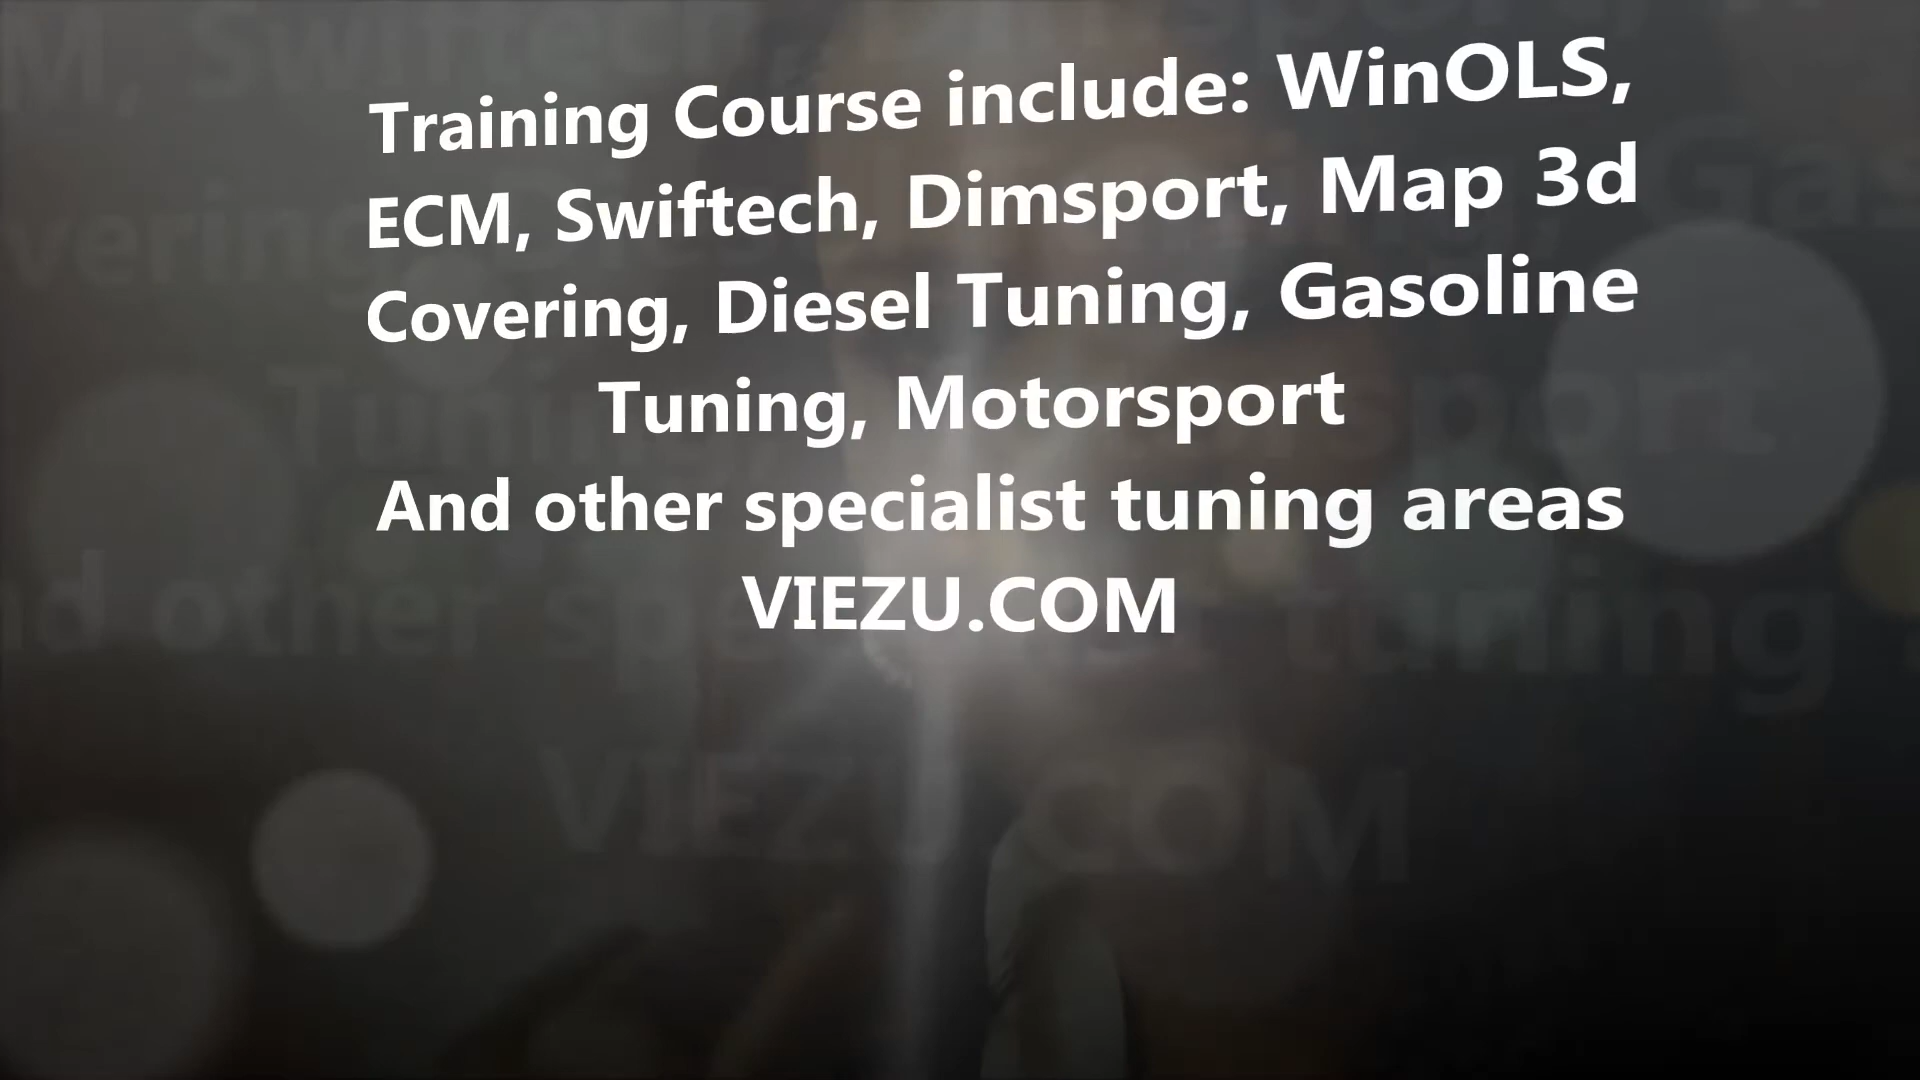 Training Course include: WinOLS,
ECM, Swiftech, Dimsport, Map 3d
Covering, Diesel Tuning, Gasoline
Tuning, Motorsport
And other specialist tuning areas
VIEZU.COM